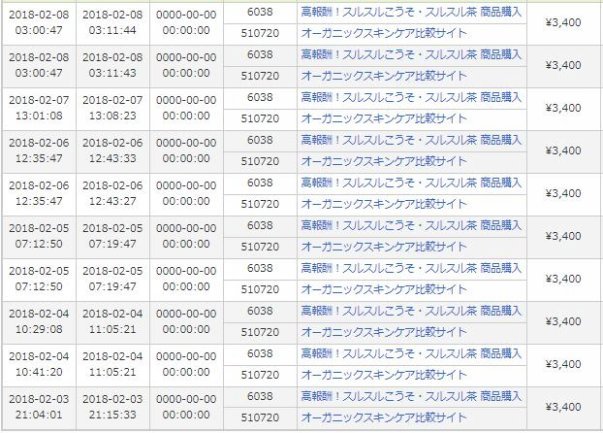 2018-02-08 2018-02-08 0000-00-00 6038 高報酬！スルスルこうそ・スルスル茶 商品購入 ¥3,400
03:00:47 03:11:44 00:00:00 510720 オーガニックスキンケア比較サイト
2018-02-08 2018-02-08 0000-00-00 6038 高報酬！スルスルこうそ・スルスル茶 商品購入 ¥3,400
03:00:47 03:11:43 00:00:00 510720 オーガニックスキンケア比較サイト
2018-02-07 2018-02-07 0000-00-00 6038 高報酬！スルスルこうそ・スルスル茶 商品購入 ¥3,400
13:01:08 13:08:23 00:00:00 510720 オーガニックスキンケア比較サイト
2018-02-06 2018-02-06 0000-00-00 6038 高報酬！スルスルこうそ・スルスル茶 商品購入 ¥3,400
12:35:47 12:43:33 00:00:00 510720 オーガニックスキンケア比較サイト
2018-02-06 2018-02-06 0000-00-00 6038 高報酬！スルスルこうそ・スルスル茶 商品購入 ¥3,400
12:35:47 12:43:27 00:00:00 510720 オーガニックスキンケア比較サイト
2018-02-05 2018-02-05 0000-00-00 6038 高報酬！スルスルこうそ・スルスル茶 商品購入 ¥3,400
07:12:50 07:19:47 00:00:00 510720 オーガニックスキンケア比較サイト
2018-02-05 2018-02-05 0000-00-00 6038 高報酬！スルスルこうそ・スルスル茶 商品購入 ¥3,400
07:12:50 07:19:47 00:00:00 510720 オーガニックスキンケア比較サイト
2018-02-04 2018-02-04 0000-00-00 6038 高報酬！スルスルこうそ・スルスル茶 商品購入 ¥3,400
10:29:08 11:05:21 00:00:00 510720 オーガニックスキンケア比較サイト
2018-02-04 2018-02-04 0000-00-00 6038 高報酬！スルスルこうそ・スルスル茶 商品購入 ¥3,400
10:41:20 11:05:21 00:00:00 510720 オーガニックスキンケア比較サイト
2018-02-03 2018-02-03 0000-00-00 6038 高報酬！スルスルこうそ・スルスル茶 商品購入 ¥3,400
21:04:01 21:15:33 00:00:00 510720 オーガニックスキンケア比較サイト